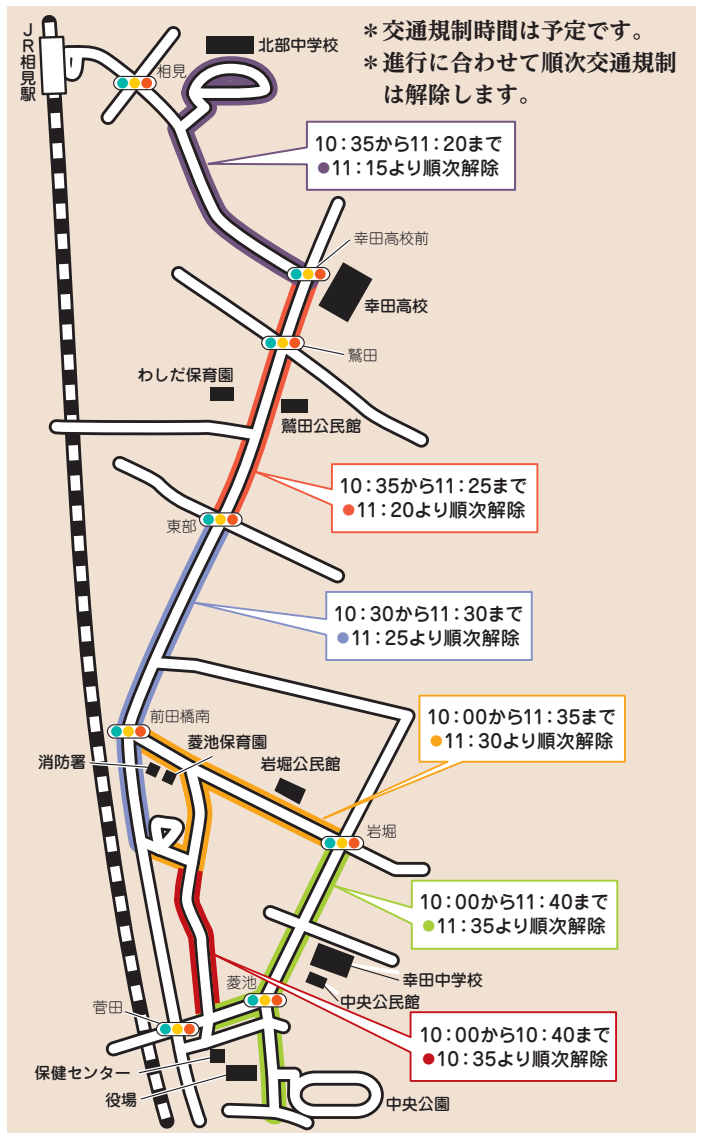 ＊交通規制時間は予定です。
＊進行に合わせて順次交通規制
は解除します。
JR相見駅
相見
北部中学校
10：35から11：20まで
●11：15より順次解除
幸田高校前
幸田高校
鷲田
わしだ保育園
鷲田公民館
10：35から11：25まで
●11：20より順次解除
東部
10：30から11：30まで
●11：25より順次解除
前田橋南
菱池保育園
消防署
岩堀公民館
10：00から11：35まで
●11：30より順次解除
岩堀
10：00から11：40まで
●11：35より順次解除
幸田中学校
中央公民館
菱池
菅田
10：00から10：40まで
●10：35より順次解除
保健センター
役場
中央公園